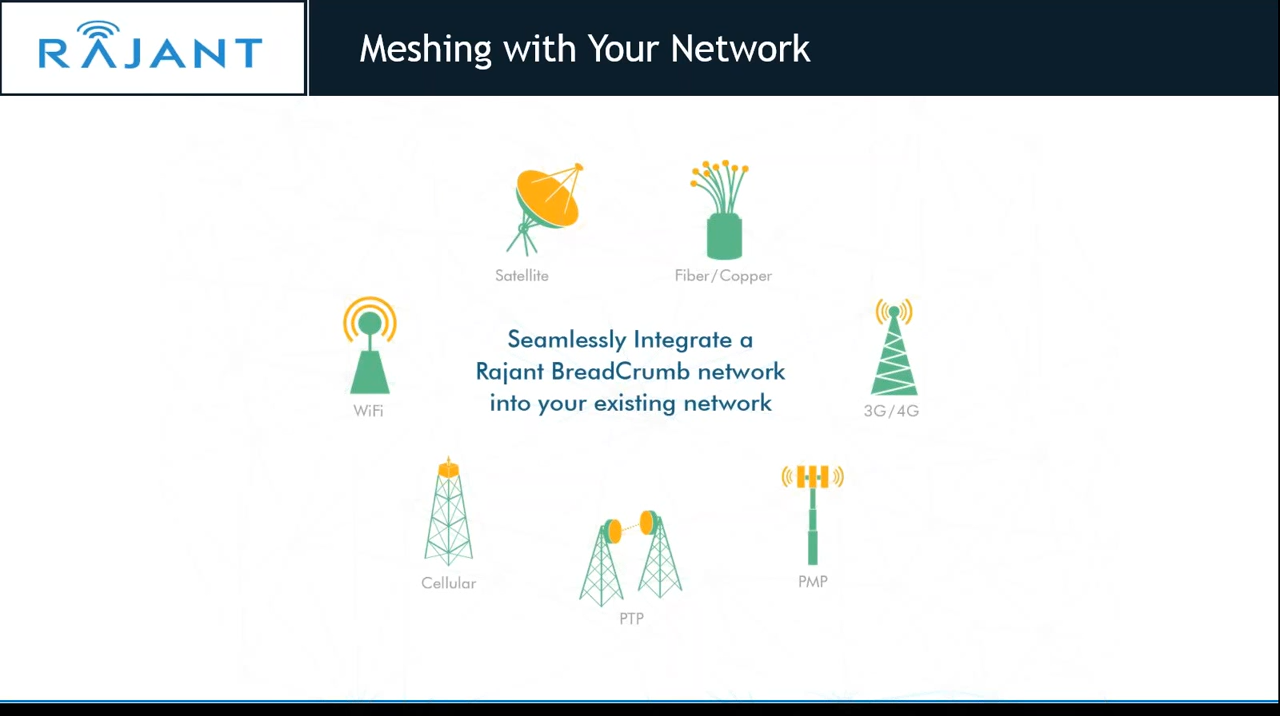 RAJANT
Meshing with Your Network
Satellite
Fiber/Copper
Seamlessly Integrate a
Rajant BreadCrumb network
into your existing network
WiFi
3G/4G
Cellular
PTP
PMP